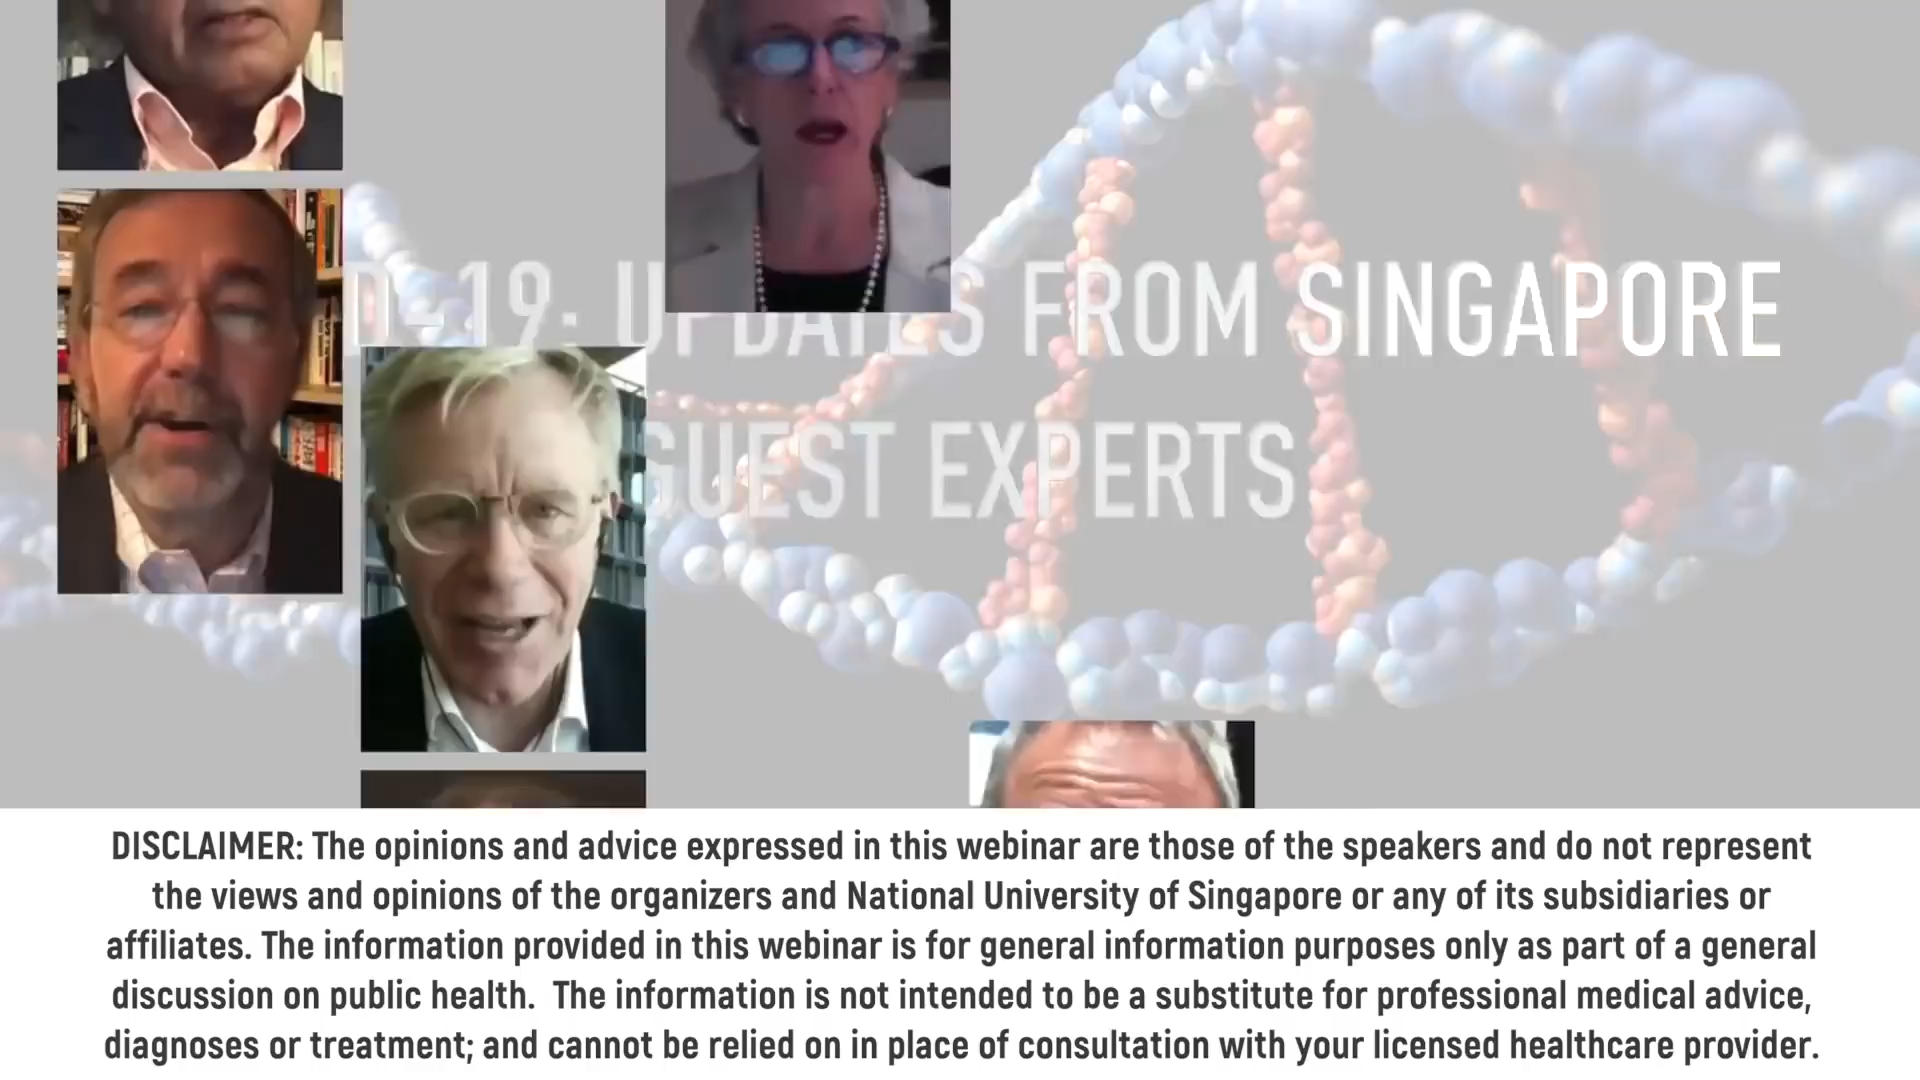 D-19: UPDATES FROM SINGAPORE
GUEST EXPERTS
DISCLAIMER: The opinions and advice expressed in this webinar are those of the speakers and do not represent
the views and opinions of the organizers and National University of Singapore or any of its subsidiaries or
affiliates. The information provided in this webinar is for general information purposes only as part of a general
discussion on public health. The information is not intended to be a substitute for professional medical advice,
diagnoses or treatment; and cannot be relied on in place of consultation with your licensed healthcare provider.